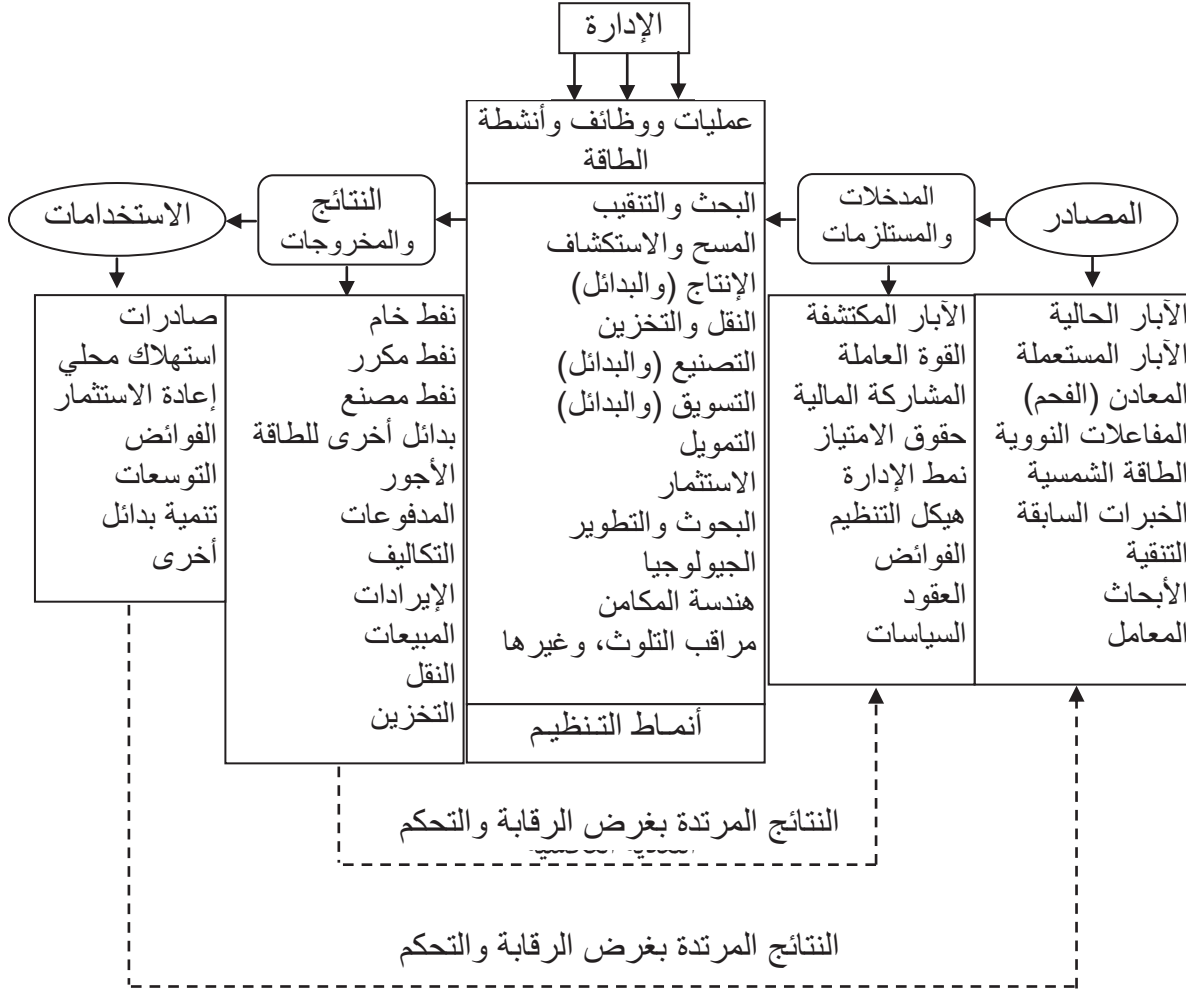 الإدارة
عمليات ووظائف وأنشطة
الطاقة
المصادر
المدخلات
والمستلزمات
النتائج
والمخروجات
الاستخدامات
الآبار الحالية
الآبار المستعملة
المعادن (الفحم)
المفاعلات النووية
الطاقة الشمسية
الخبرات السابقة
التنقية
الأبحاث
المعامل
الآبار المكتشفة
القوة العاملة
المشاركة المالية
حقوق الامتياز
نمط الإدارة
هيكل التنظيم
الفوائض
العقود
السياسات
البحث والتنقيب
المسح والاستكشاف
الإنتاج (والبدائل)
النقل والتخزين
التصنيع (والبدائل)
التسويق (والبدائل)
التمويل
الاستثمار
البحوث والتطوير
الجيولوجيا
هندسة المكامن
مراقب التلوث، وغيرها
أنمـاط التـنظيـم
نفط خام
نفط مكرر
نفط مصنع
بدائل أخرى للطاقة
الأجور
المدفوعات
التكاليف
الإيرادات
المبيعات
النقل
التخزين
صادرات
استهلاك محلي
إعادة الاستثمار
الفوائض
التوسعات
تنمية بدائل
أخرى
النتائج المرتدة بغرض الرقابة والتحكم
النتائج المرتدة بغرض الرقابة والتحكم